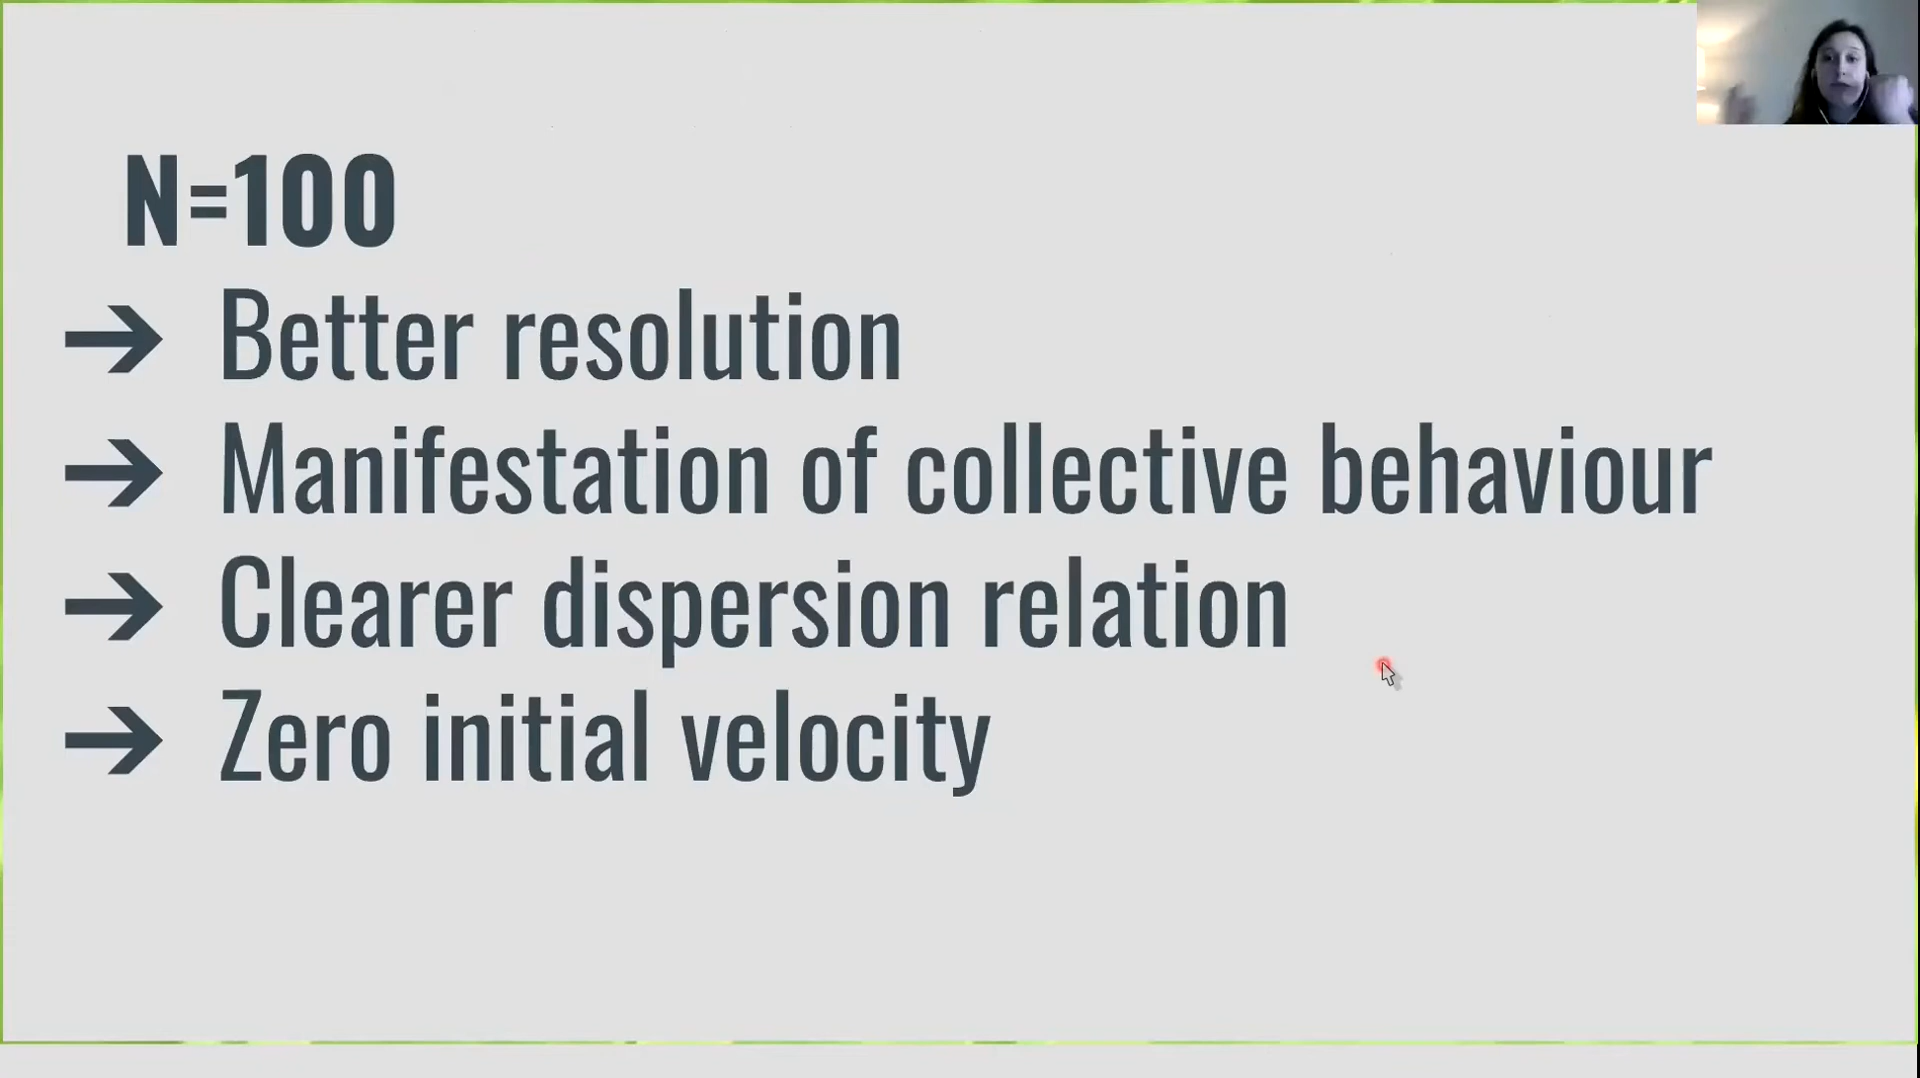 N=100
➔ Better resolution
➔ Manifestation of collective behaviour
➔ Clearer dispersion relation
➔ Zero initial velocity